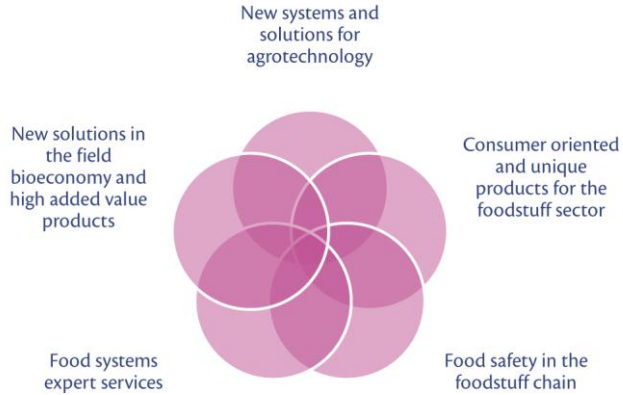 New systems and
solutions for
agrotechnology
New solutions in
the field
bioeconomy and
high added value
products
Consumer oriented
and unique
products for the
foodstuff sector
Food systems
expert services
Food safety in the
foodstuff chain